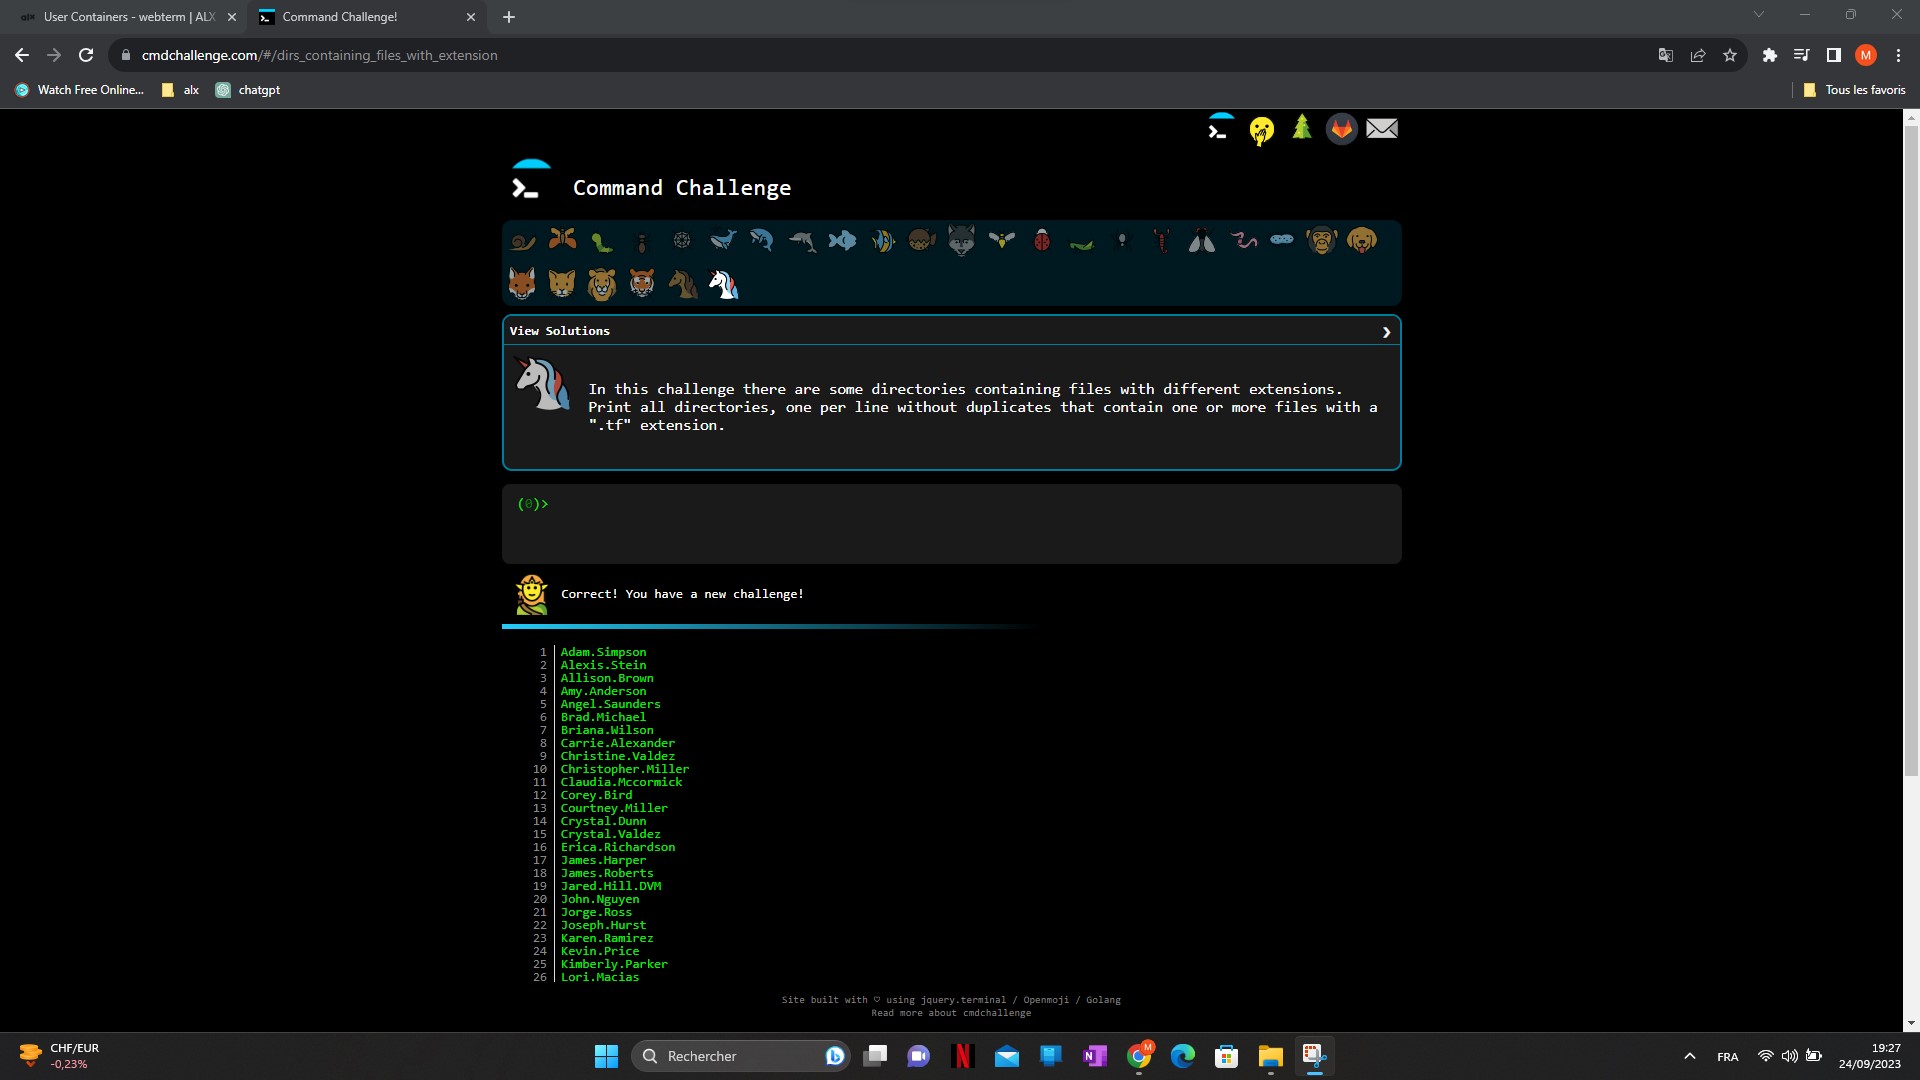 alx User Containers - webterm | ALX
Command Challenge!
cmdchallenge.com/#/dirs_containing_files_with_extension
M
Watch Free Online...
alx
chatgpt
Tous les favoris
Command Challenge
View Solutions
In this challenge there are some directories containing files with different extensions.
Print all directories, one per line without duplicates that contain one or more files with a
".tf" extension.
(0)>
Correct! You have a new challenge!
1 Adam.Simpson
2 Alexis.Stein
3 Allison.Brown
4 Amy.Anderson
5 Angel.Saunders
6 Brad.Michael
7 Briana.Wilson
8 Carrie.Alexander
9 Christine.Valdez
10 Christopher.Miller
11 Claudia.Mccormick
12 Corey.Bird
13 Courtney.Miller
14 Crystal.Dunn
15 Crystal.Valdez
16 Erica.Richardson
17 James.Harper
18 James.Roberts
19 Jared.Hill.DVM
20 John.Nguyen
21 Jorge.Ross
22 Joseph.Hurst
23 Karen.Ramirez
24 Kevin.Price
25 Kimberly.Parker
26 Lori.Macias
Site built with ♡ using jquery.terminal / Openmoji / Golang
Read more about cmdchallenge
CHF/EUR
-0,23%
Rechercher
FRA
19:27
24/09/2023